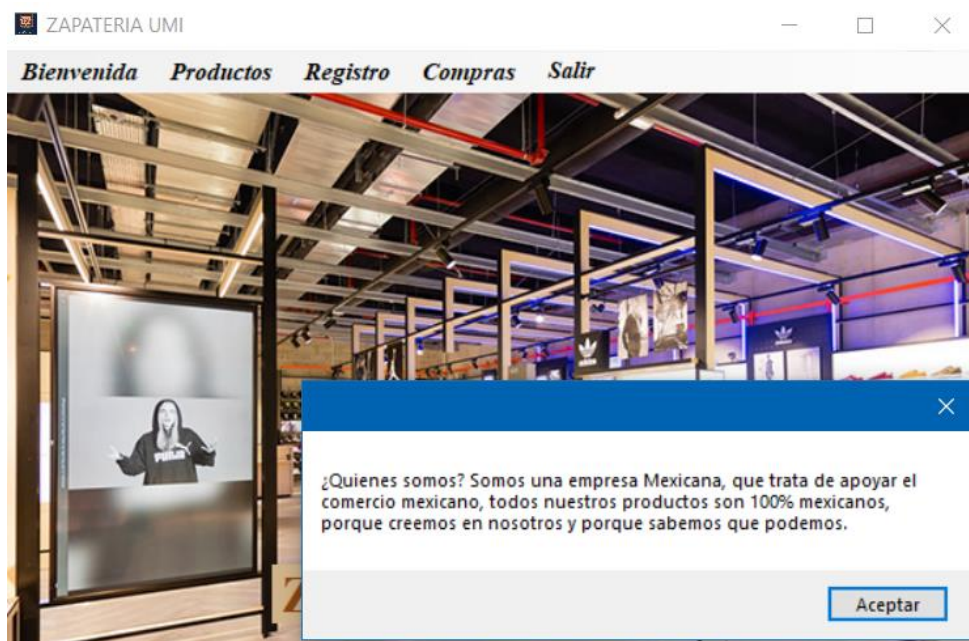 ZAPATERIA UMI
Bienvenida Productos Registro Compras Salir
adidas
PUMA
¿Quienes somos? Somos una empresa Mexicana, que trata de apoyar el
comercio mexicano, todos nuestros productos son 100% mexicanos,
porque creemos en nosotros y porque sabemos que podemos.
Z
Aceptar